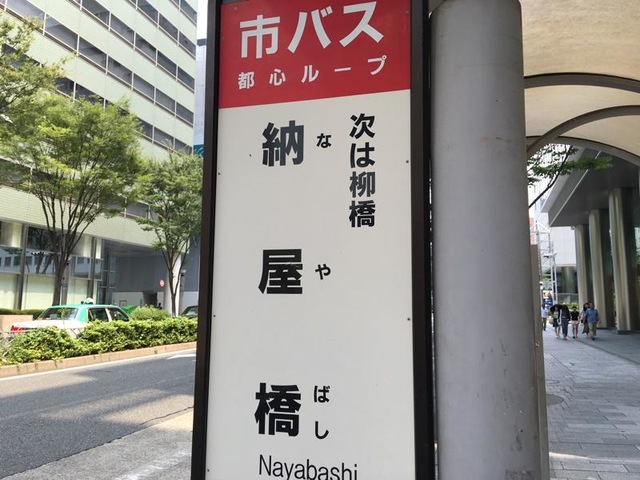 市バス
都心ループ
次は柳橋
納屋橋
なやばし
Nayabashi